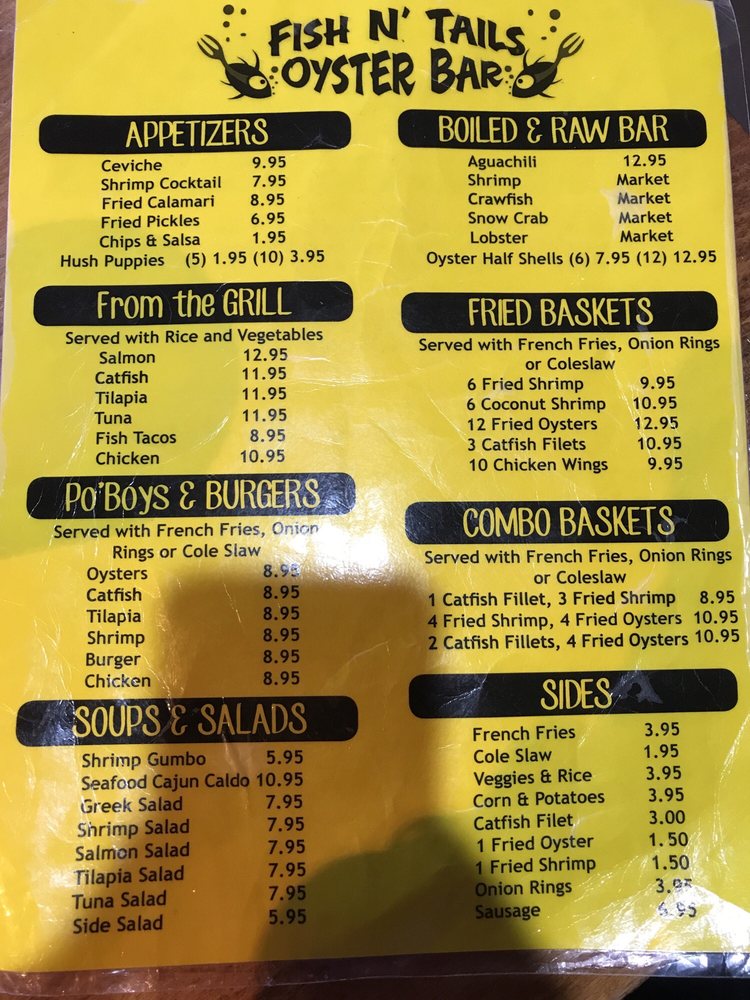 FISH N' TAILS
OYSTER BAR
APPETIZERS
Ceviche 9.95
Shrimp Cocktail 7.95
Fried Calamari 8.95
Fried Pickles 6.95
Chips & Salsa 1.95
Hush Puppies (5) 1.95 (10) 3.95
From the GRILL
Served with Rice and Vegetables
Salmon 12.95
Catfish 11.95
Tilapia 11.95
Tuna 11.95
Fish Tacos 8.95
Chicken 10.95
Po'Boys & BURGERS
Served with French Fries, Onion
Rings or Cole Slaw
Oysters 8.95
Catfish 8.95
Tilapia 8.95
Shrimp 8.95
Burger 8.95
Chicken 8.95
SOUPS & SALADS
Shrimp Gumbo 5.95
Seafood Cajun Caldo 10.95
Greek Salad 7.95
Shrimp Salad 7.95
Salmon Salad 7.95
Tilapia Salad 7.95
Tuna Salad 7.95
Side Salad 5.95
BOILED & RAW BAR
Aguachili 12.95
Shrimp Market
Crawfish Market
Snow Crab Market
Lobster Market
Oyster Half Shells (6) 7.95 (12) 12.95
FRIED BASKETS
Served with French Fries, Onion Rings
or Coleslaw
6 Fried Shrimp 9.95
6 Coconut Shrimp 10.95
12 Fried Oysters 12.95
3 Catfish Filets 10.95
10 Chicken Wings 9.95
COMBO BASKETS
Served with French Fries, Onion Rings
or Coleslaw
1 Catfish Fillet, 3 Fried Shrimp 8.95
4 Fried Shrimp, 4 Fried Oysters 10.95
2 Catfish Fillets, 4 Fried Oysters 10.95
SIDES
French Fries 3.95
Cole Slaw 1.95
Veggies & Rice 3.95
Corn & Potatoes 3.95
Catfish Filet 3.00
1 Fried Oyster 1.50
1 Fried Shrimp 1.50
Onion Rings 3.95
Sausage 6.95